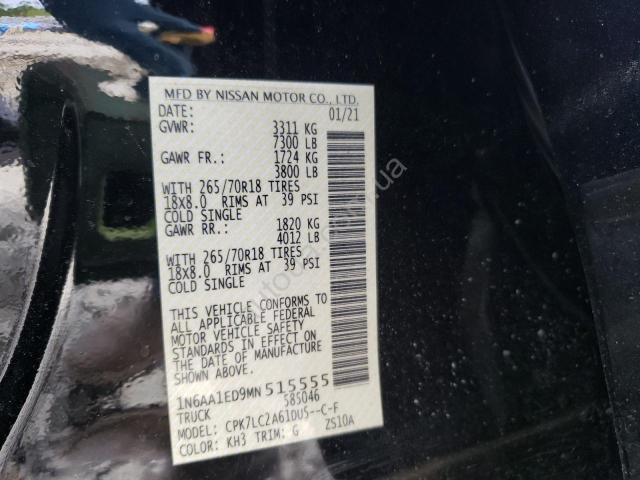 MFD BY NISSAN MOTOR CO., LTD.
DATE: 01/21
GVWR: 3311 KG
7300 LB
GAWR FR.: 1724 KG
3800 LB
WITH 265/70R18 TIRES
18X8.0 RIMS AT 39 PSI
COLD SINGLE
GAWR RR.: 1820 KG
4012 LB
WITH 265/70R18 TIRES
18X8.0 RIMS AT 39 PSI
COLD SINGLE
THIS VEHICLE CONFORMS TO
ALL APPLICABLE FEDERAL
MOTOR VEHICLE SAFETY
STANDARDS IN EFFECT ON
THE DATE OF MANUFACTURE
SHOWN ABOVE.
1N6AA1ED9MN515555
TRUCK 585046
MODEL: CPK7LC2A61DU5--C-F
COLOR: KH3 TRIM: G ZS10A